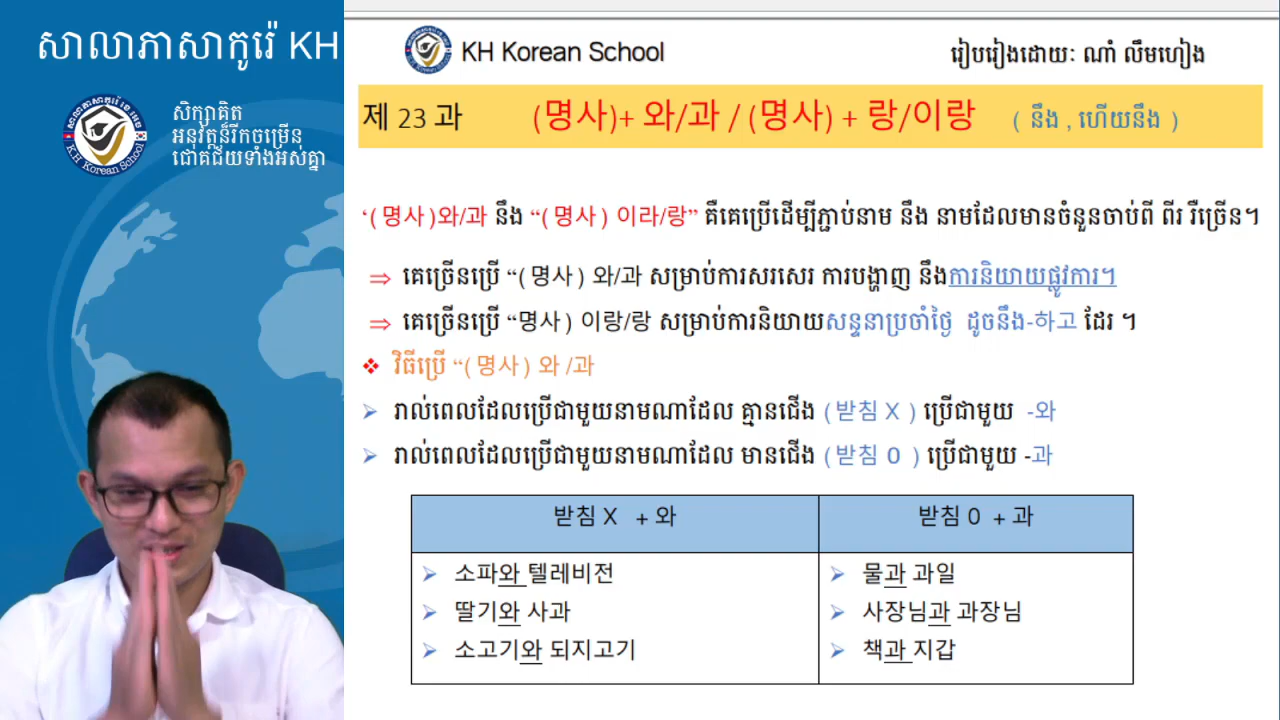 សាលាភាសាកូរ៉េ KH
សិក្សាគិត
អនុវត្តន៍រីកចម្រើន
ជោគជ័យទាំងអស់គ្នា
KH Korean School
រៀបរៀងដោយ: ណាំ លឹមហៀង
제 23 과 (명사)+ 와/과 / (명사) + 랑/이랑 ( នឹង , ហើយនឹង )
‘(명사)와/과 នឹង “(명사) 이라/랑” គឺគេប្រើដើម្បីភ្ជាប់នាម នឹង នាមដែលមានចំនួនចាប់ពី ពីរ រឺច្រើន។
⇒ គេច្រើនប្រើ “(명사) 와/과 សម្រាប់ការសរសេរ ការបង្ហាញ នឹងការនិយាយផ្លូវការ។
⇒ គេច្រើនប្រើ “명사) 이랑/랑 សម្រាប់ការនិយាយសន្ទនាប្រចាំថ្ងៃ ដូចនឹង-하고 ដែរ ។
❖ វិធីប្រើ “(명사) 와 /과
➢ រាល់ពេលដែលប្រើជាមួយនាមណាដែល គ្មានជើង (받침 X ) ប្រើជាមួយ -와
➢ រាល់ពេលដែលប្រើជាមួយនាមណាដែល មានជើង (받침 O ) ប្រើជាមួយ -과
받침 X + 와
➢ 소파와 텔레비전
➢ 딸기와 사과
➢ 소고기와 되지고기
받침 O + 과
➢ 물과 과일
➢ 사장님과 과장님
➢ 책과 지갑